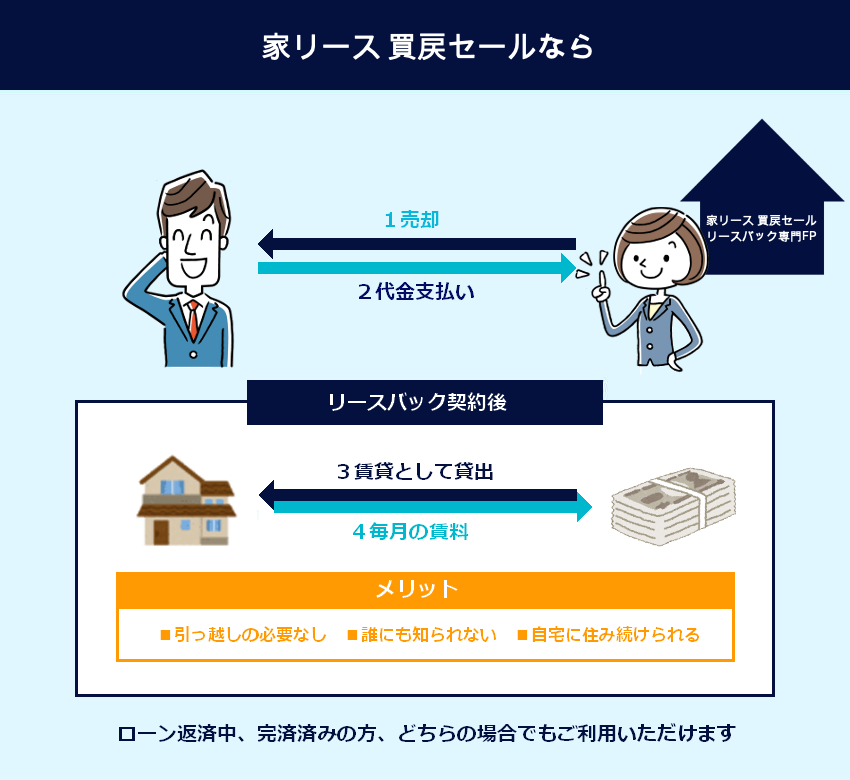 家リース 買戻セールなら
家リース 買戻セール
リースバック専門FP
１売却
２代金支払い
リースバック契約後
３賃貸として貸出
４毎月の賃料
メリット
■引っ越しの必要なし ■誰にも知られない ■自宅に住み続けられる
ローン返済中、完済済みの方、どちらの場合でもご利用いただけます